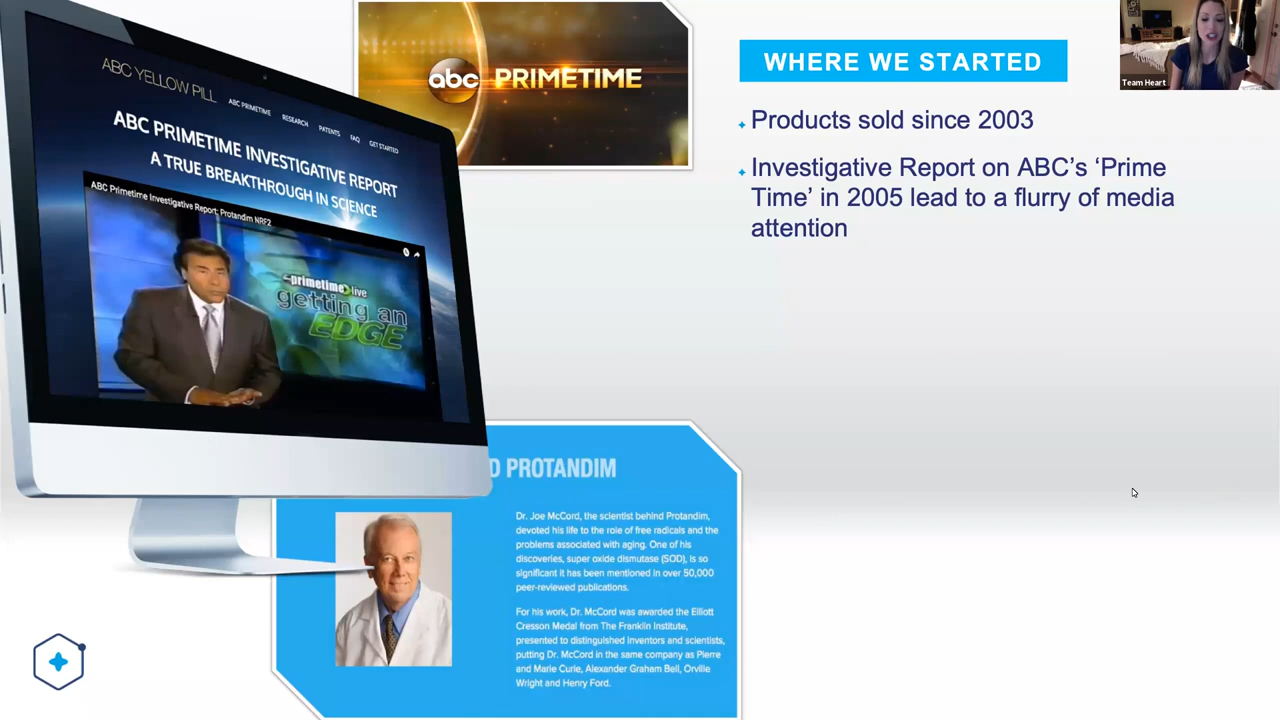 ABC YELLOW PILL
ABC PRIMETIME
RESEARCH
PATENTS
FAQ
GET STARTED
ABC PRIMETIME INVESTIGATIVE REPORT
A TRUE BREAKTHROUGH IN SCIENCE
ABC Primetime Investigative Report: Protandim NRF2
primetime live
getting an
EDGE
abc PRIMETIME
WHERE WE STARTED
Products sold since 2003
Investigative Report on ABC’s ‘Prime
Time’ in 2005 lead to a flurry of media
attention
Team Heart
D PROTANDIM
Dr. Joe McCord, the scientist behind Protandim,
devoted his life to the role of free radicals and the
problems associated with aging. One of his
discoveries, super oxide dismutase (SOD), is so
significant it has been mentioned in over 50,000
peer-reviewed publications.
For his work, Dr. McCord was awarded the Elliott
Cresson Medal from The Franklin Institute,
presented to distinguished inventors and scientists,
putting Dr. McCord in the same company as Pierre
and Marie Curie, Alexander Graham Bell, Orville
Wright and Henry Ford.